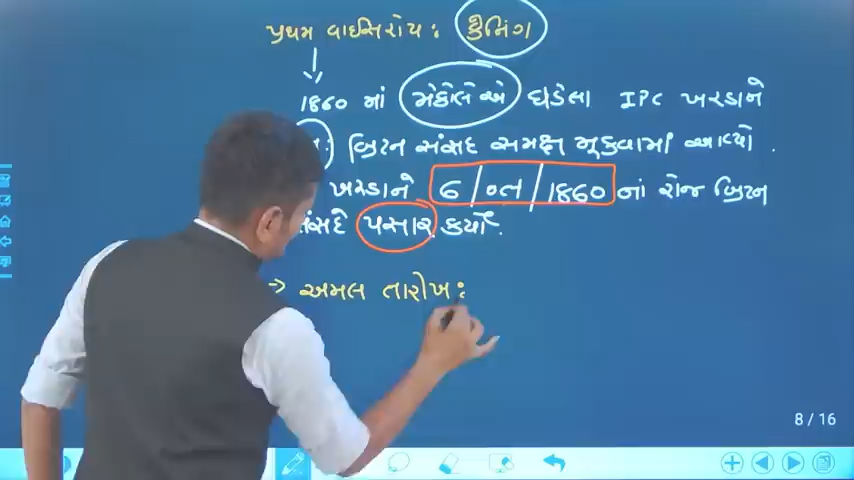 પ્રથમ વાઇસરોય : કેનિંગ
1860 માં મેકોલે એ ઘડેલા IPC ખરડાને
: બ્રિટન સંસદ સમક્ષ મૂકવામાં આવ્યો .
ખરડાને 6 / 10 / 1860 નાં રોજ બ્રિટન
સંસદે પસાર કર્યો.
→ અમલ તારીખ :
8 / 16